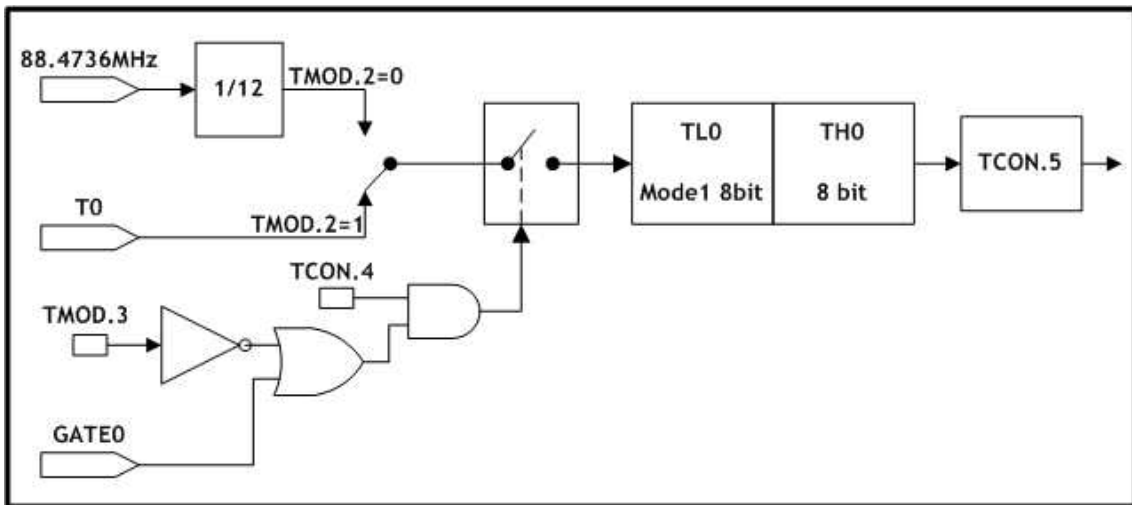 88.4736MHz
1/12
TMOD.2=0
TL0
TH0
TCON.5
Mode1 8bit
8 bit
T0
TMOD.2=1
TCON.4
TMOD.3
GATE0